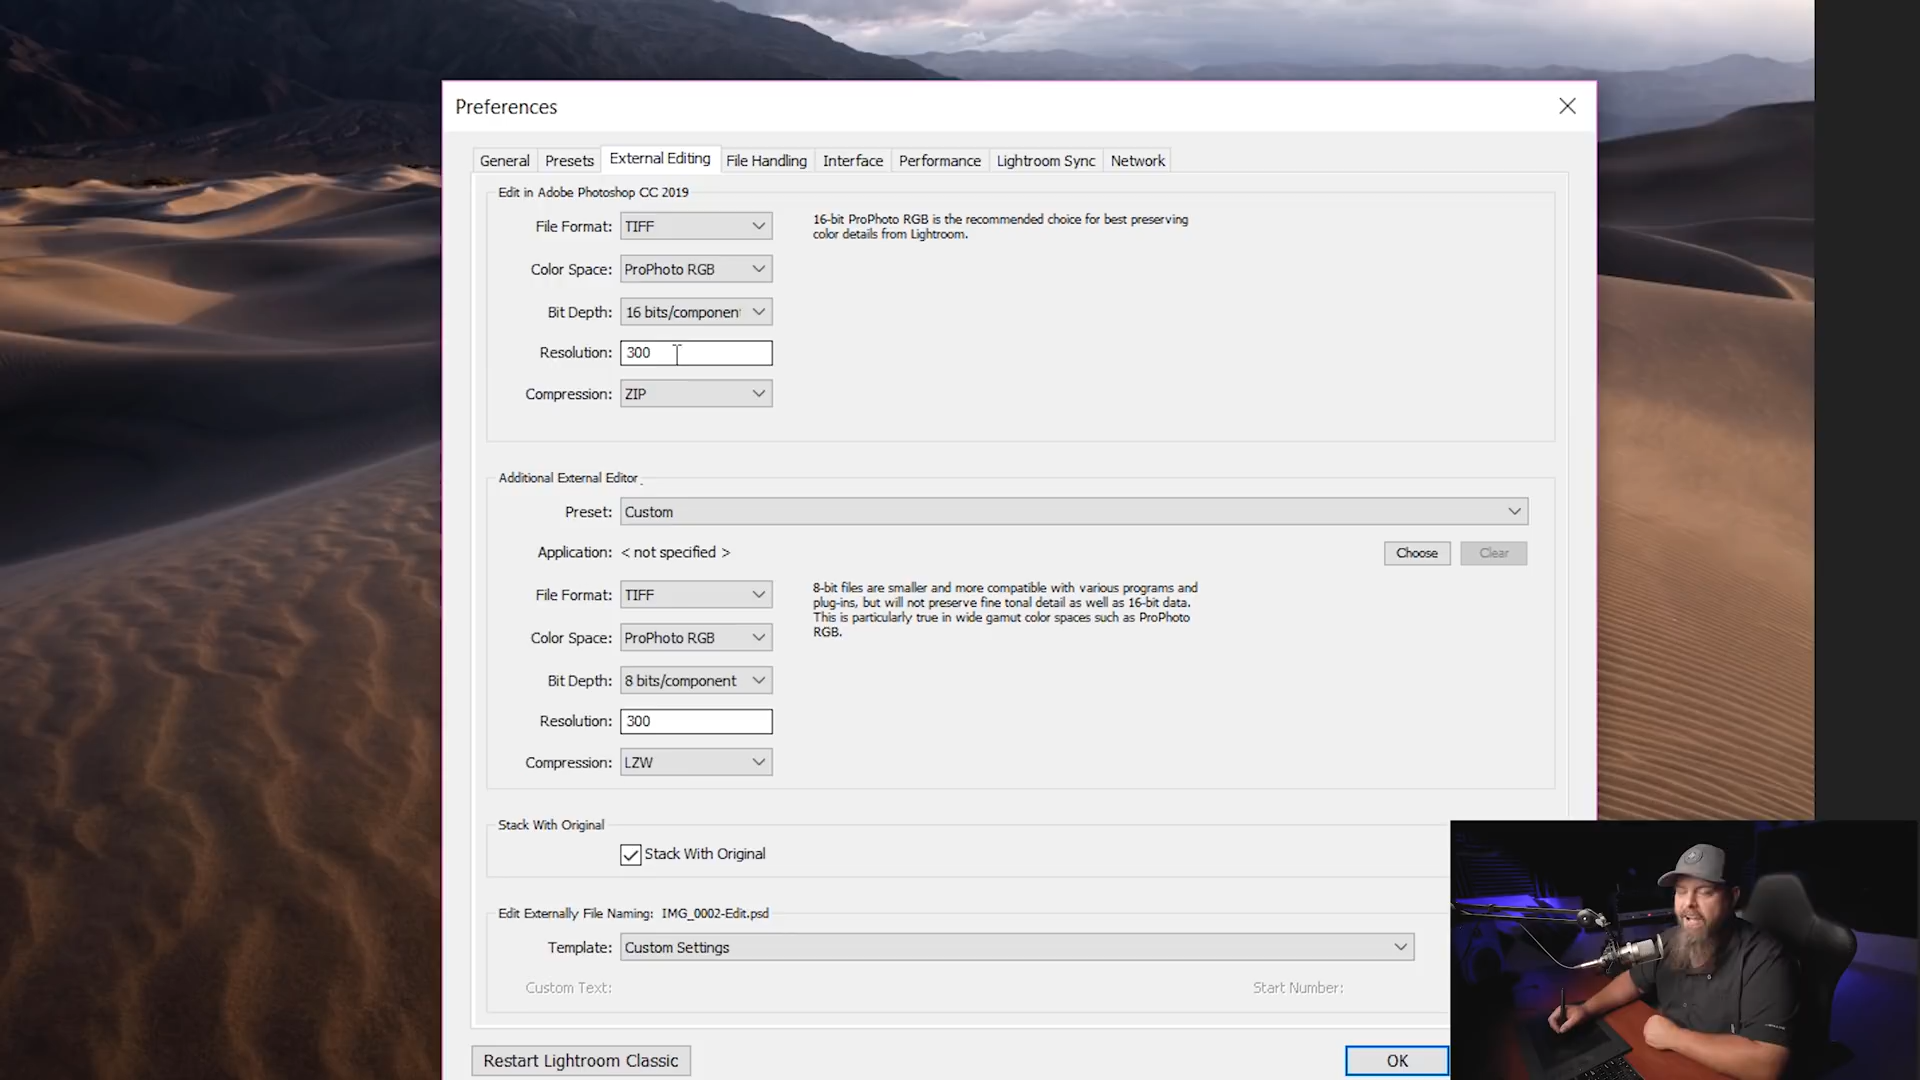 Preferences
General Presets External Editing File Handling Interface Performance Lightroom Sync Network
Edit in Adobe Photoshop CC 2019
File Format: TIFF
16-bit ProPhoto RGB is the recommended choice for best preserving
color details from Lightroom.
Color Space: ProPhoto RGB
Bit Depth: 16 bits/componen
Resolution: 300
Compression: ZIP
Additional External Editor
Preset: Custom
Application: < not specified > Choose Clear
File Format: TIFF
8-bit files are smaller and more compatible with various programs and
plug-ins, but will not preserve fine tonal detail as well as 16-bit data.
This is particularly true in wide gamut color spaces such as ProPhoto
RGB.
Color Space: ProPhoto RGB
Bit Depth: 8 bits/component
Resolution: 300
Compression: LZW
Stack With Original
Stack With Original
Edit Externally File Naming: IMG_0002-Edit.psd
Template: Custom Settings
Custom Text: Start Number:
Restart Lightroom Classic OK